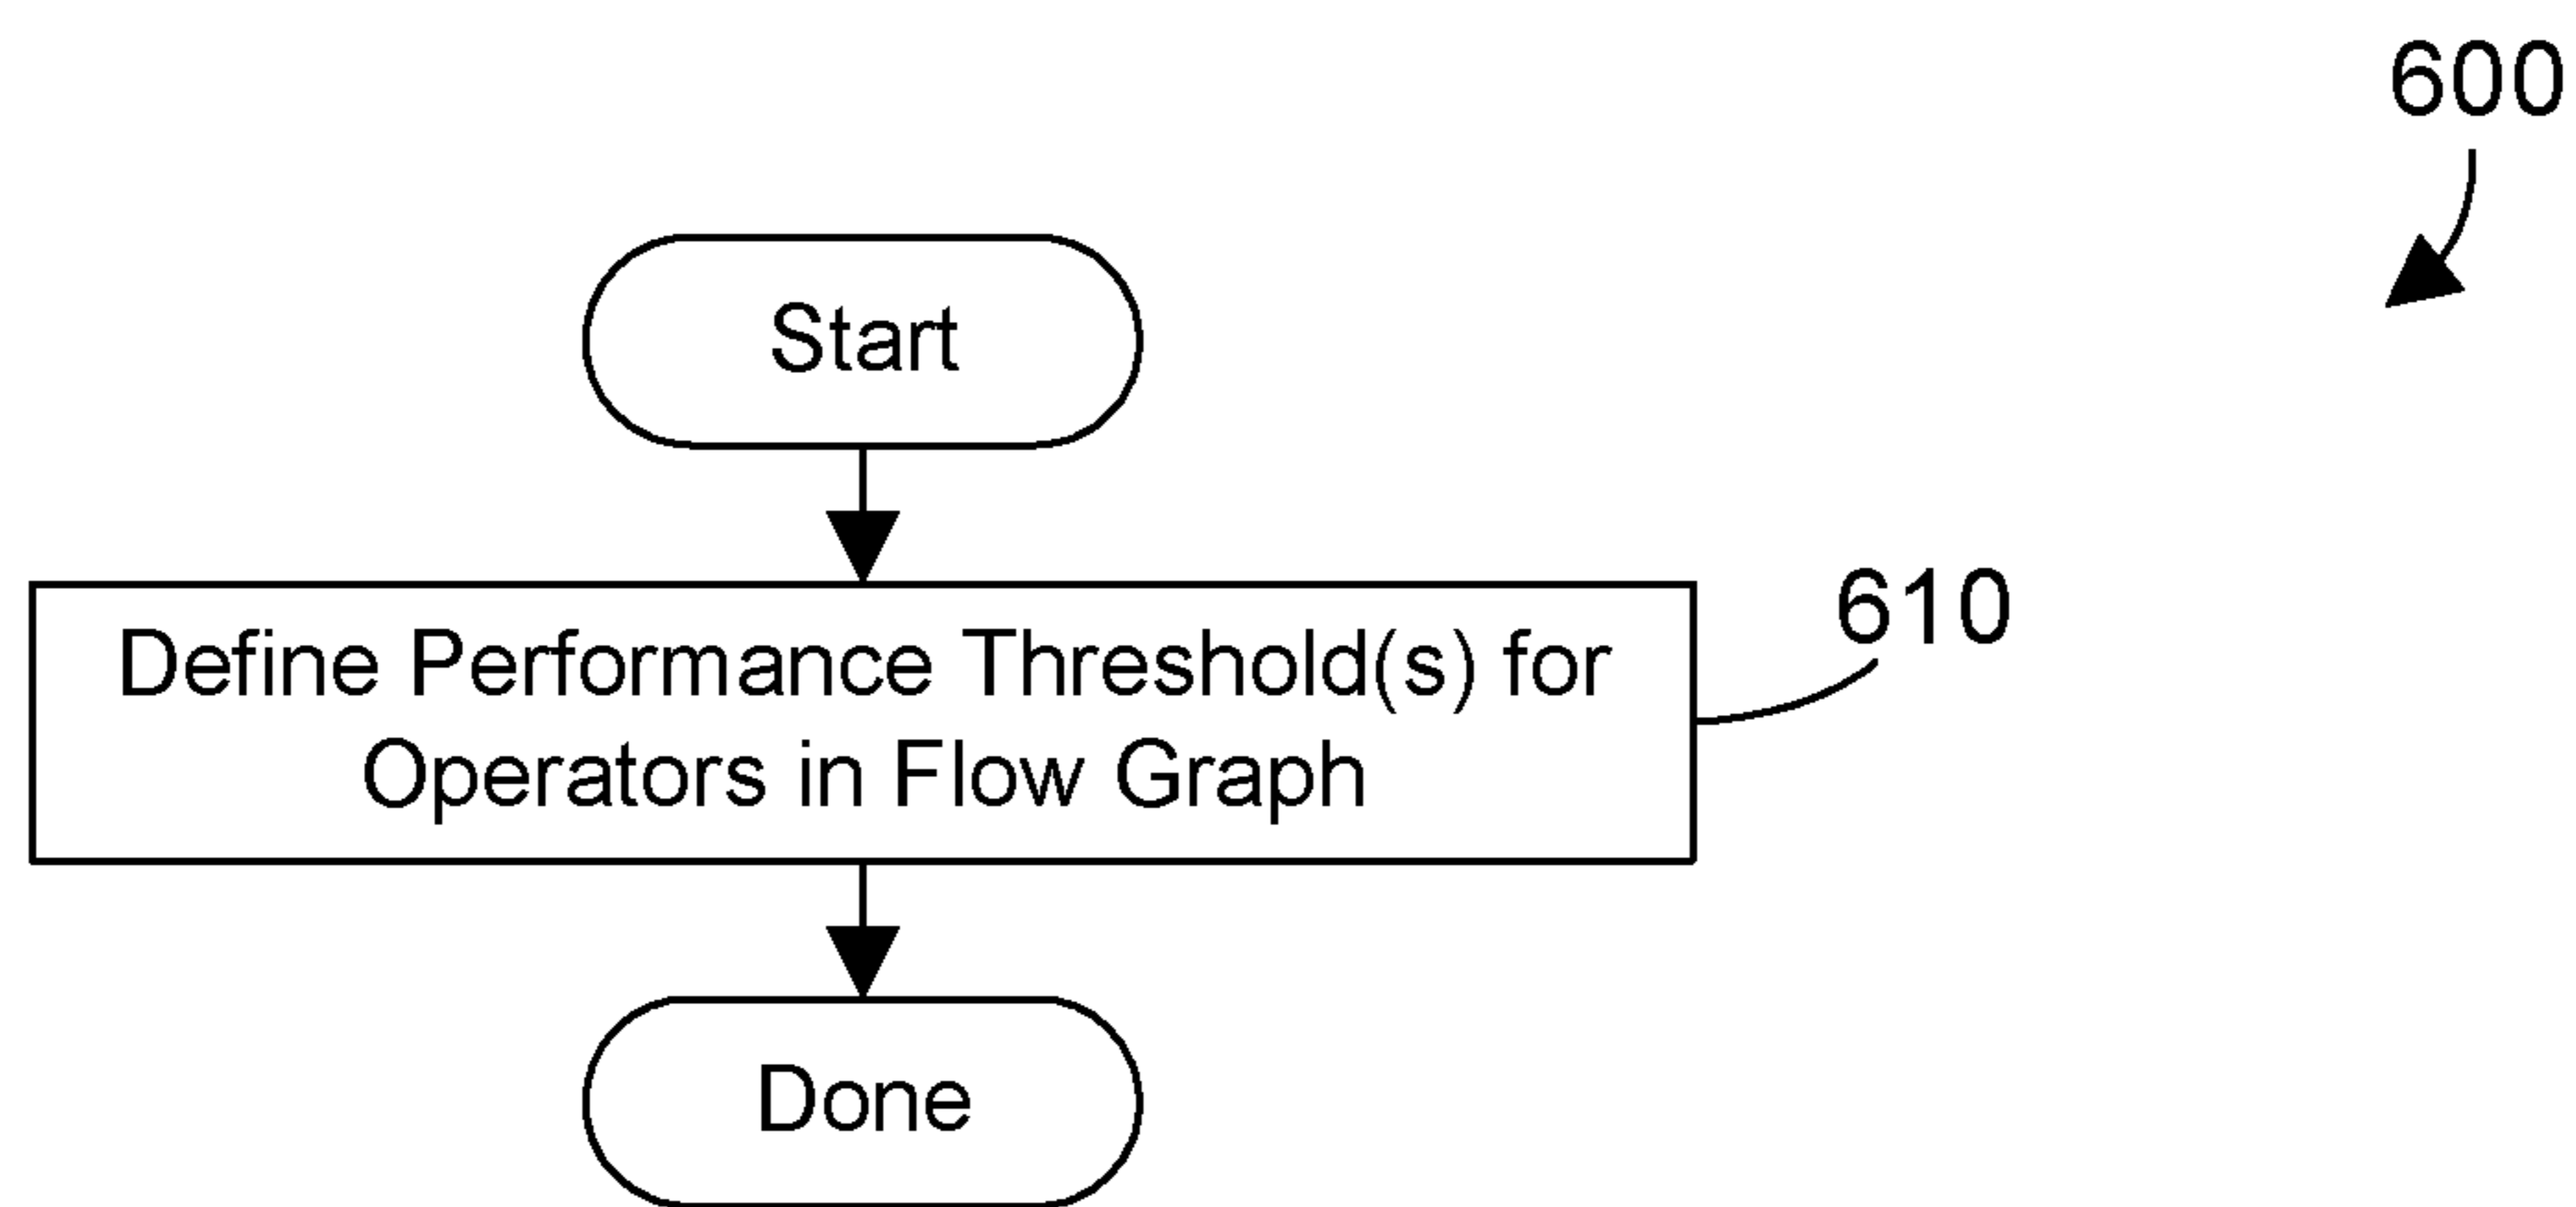 600
Start
Define Performance Threshold(s) for
Operators in Flow Graph
610
Done